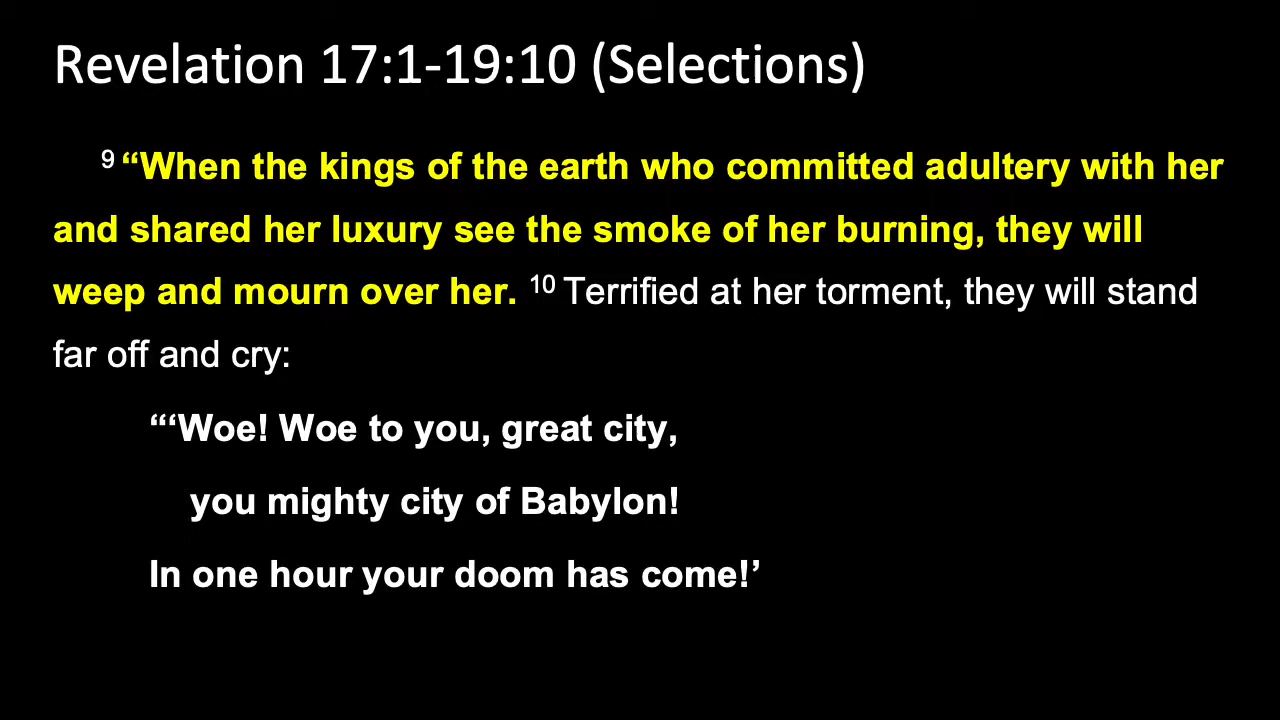 Revelation 17:1-19:10 (Selections)
9 “When the kings of the earth who committed adultery with her
and shared her luxury see the smoke of her burning, they will
weep and mourn over her. 10 Terrified at her torment, they will stand
far off and cry:
“‘Woe! Woe to you, great city,
you mighty city of Babylon!
In one hour your doom has come!’